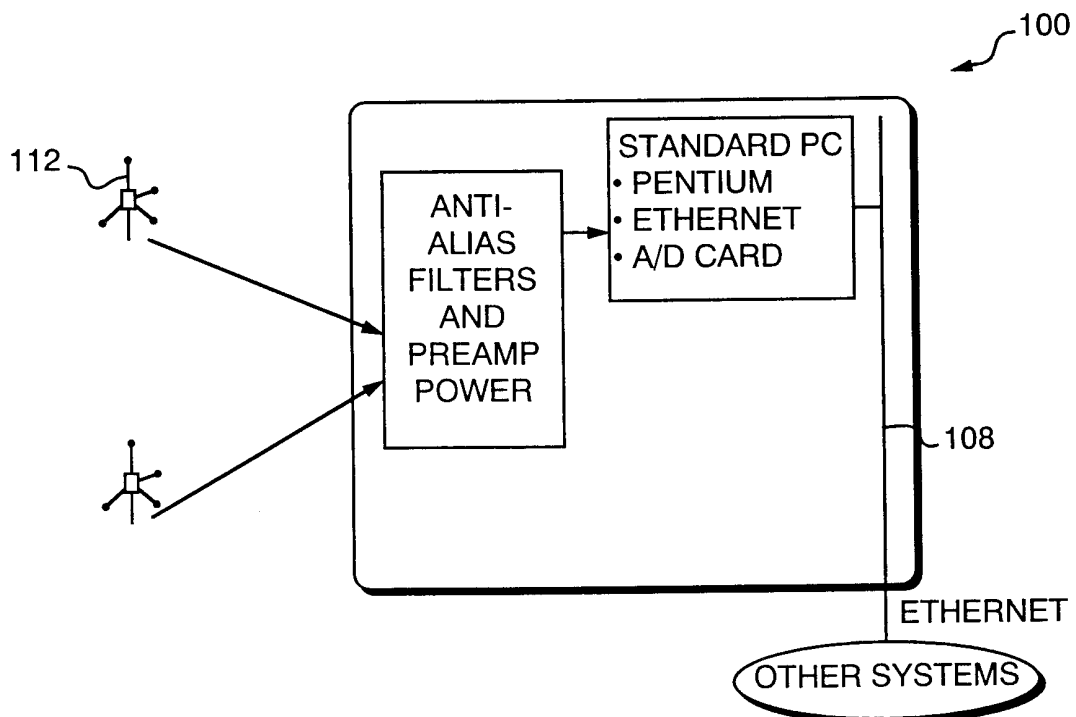 100
112
ANTI-
ALIAS
FILTERS
AND
PREAMP
POWER
STANDARD PC
• PENTIUM
• ETHERNET
• A/D CARD
108
ETHERNET
OTHER SYSTEMS